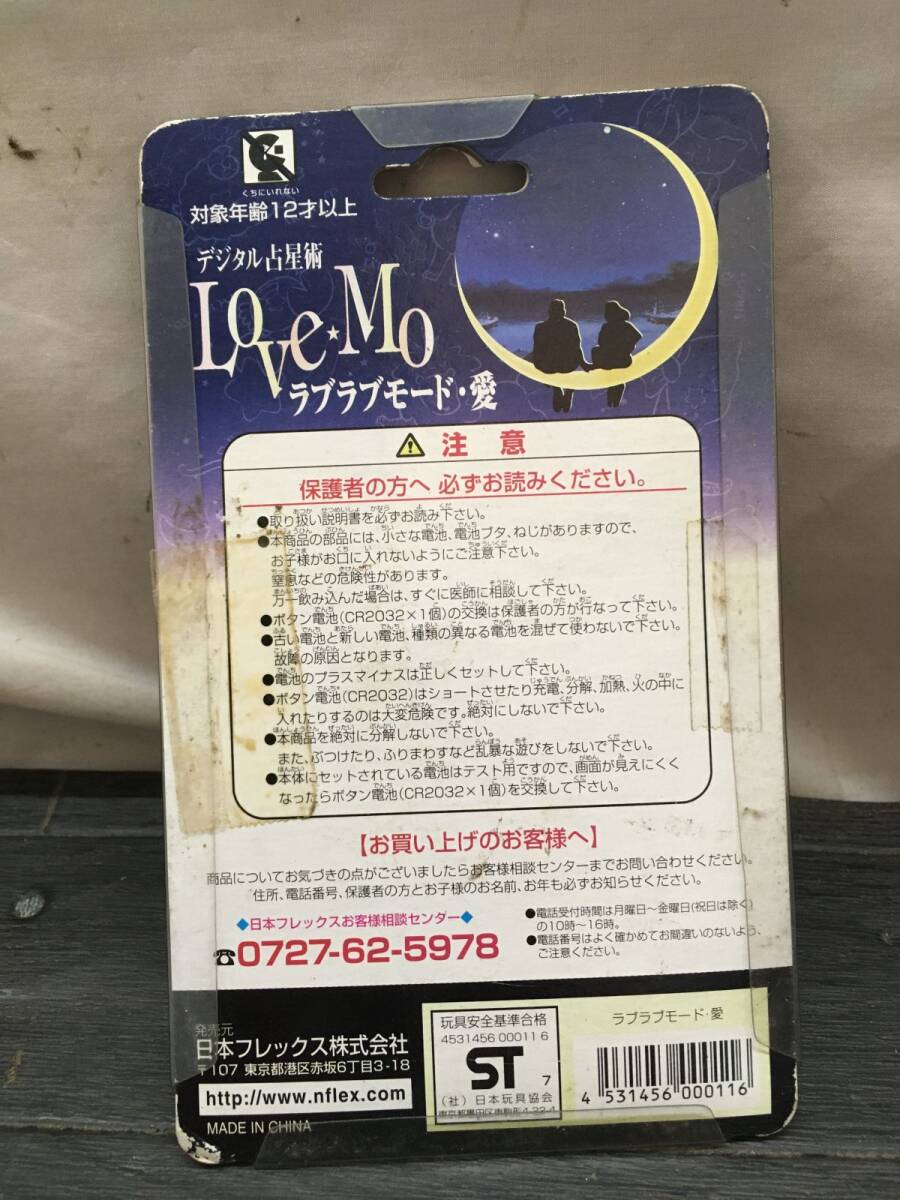 くちにいれない
対象年齢12才以上
デジタル占星術
Love★Mo
ラブラブモード・愛
注 意
保護者の方へ 必ずお読みください。
●取り扱い説明書を必ずお読み下さい。
●本商品の部品には、小さな電池、電池ブタ、ねじがありますので、
お子様がお口に入れないようにご注意下さい。
窒息などの危険性があります。
万一飲み込んだ場合は、すぐに医師に相談して下さい。
●ボタン電池(CR2032×1個)の交換は保護者の方が行なって下さい。
●古い電池と新しい電池、種類の異なる電池を混ぜて使わないで下さい。
故障の原因となります。
●電池のプラスマイナスは正しくセットして下さい。
●ボタン電池(CR2032)はショートさせたり充電、分解、加熱、火の中に
入れたりするのは大変危険です。絶対にしないで下さい。
●本商品を絶対に分解しないで下さい。
また、ぶつけたり、ふりまわすなど乱暴な遊びをしないで下さい。
●本体にセットされている電池はテスト用ですので、画面が見えにくく
なったらボタン電池(CR2032×1個)を交換して下さい。
【お買い上げのお客様へ】
商品についてお気づきの点がございましたらお客様相談センターまでお問い合わせください。
住所、電話番号、保護者の方とお子様のお名前、お年も必ずお知らせください。
◆日本フレックスお客様相談センター◆
☎0727-62-5978
●電話受付時間は月曜日〜金曜日(祝日は除く)
の10時〜16時。
●電話番号はよく確かめてお間違いのないよう、
ご注意ください。
発売元
日本フレックス株式会社
〒107 東京都港区赤坂6丁目3-18
http://www.nflex.com
MADE IN CHINA
玩具安全基準合格
4531456 00011 6
ST 7
(社)日本玩具協会
東京都墨田区東駒形4-22-4
ラブラブモード・愛
4 531456 000116